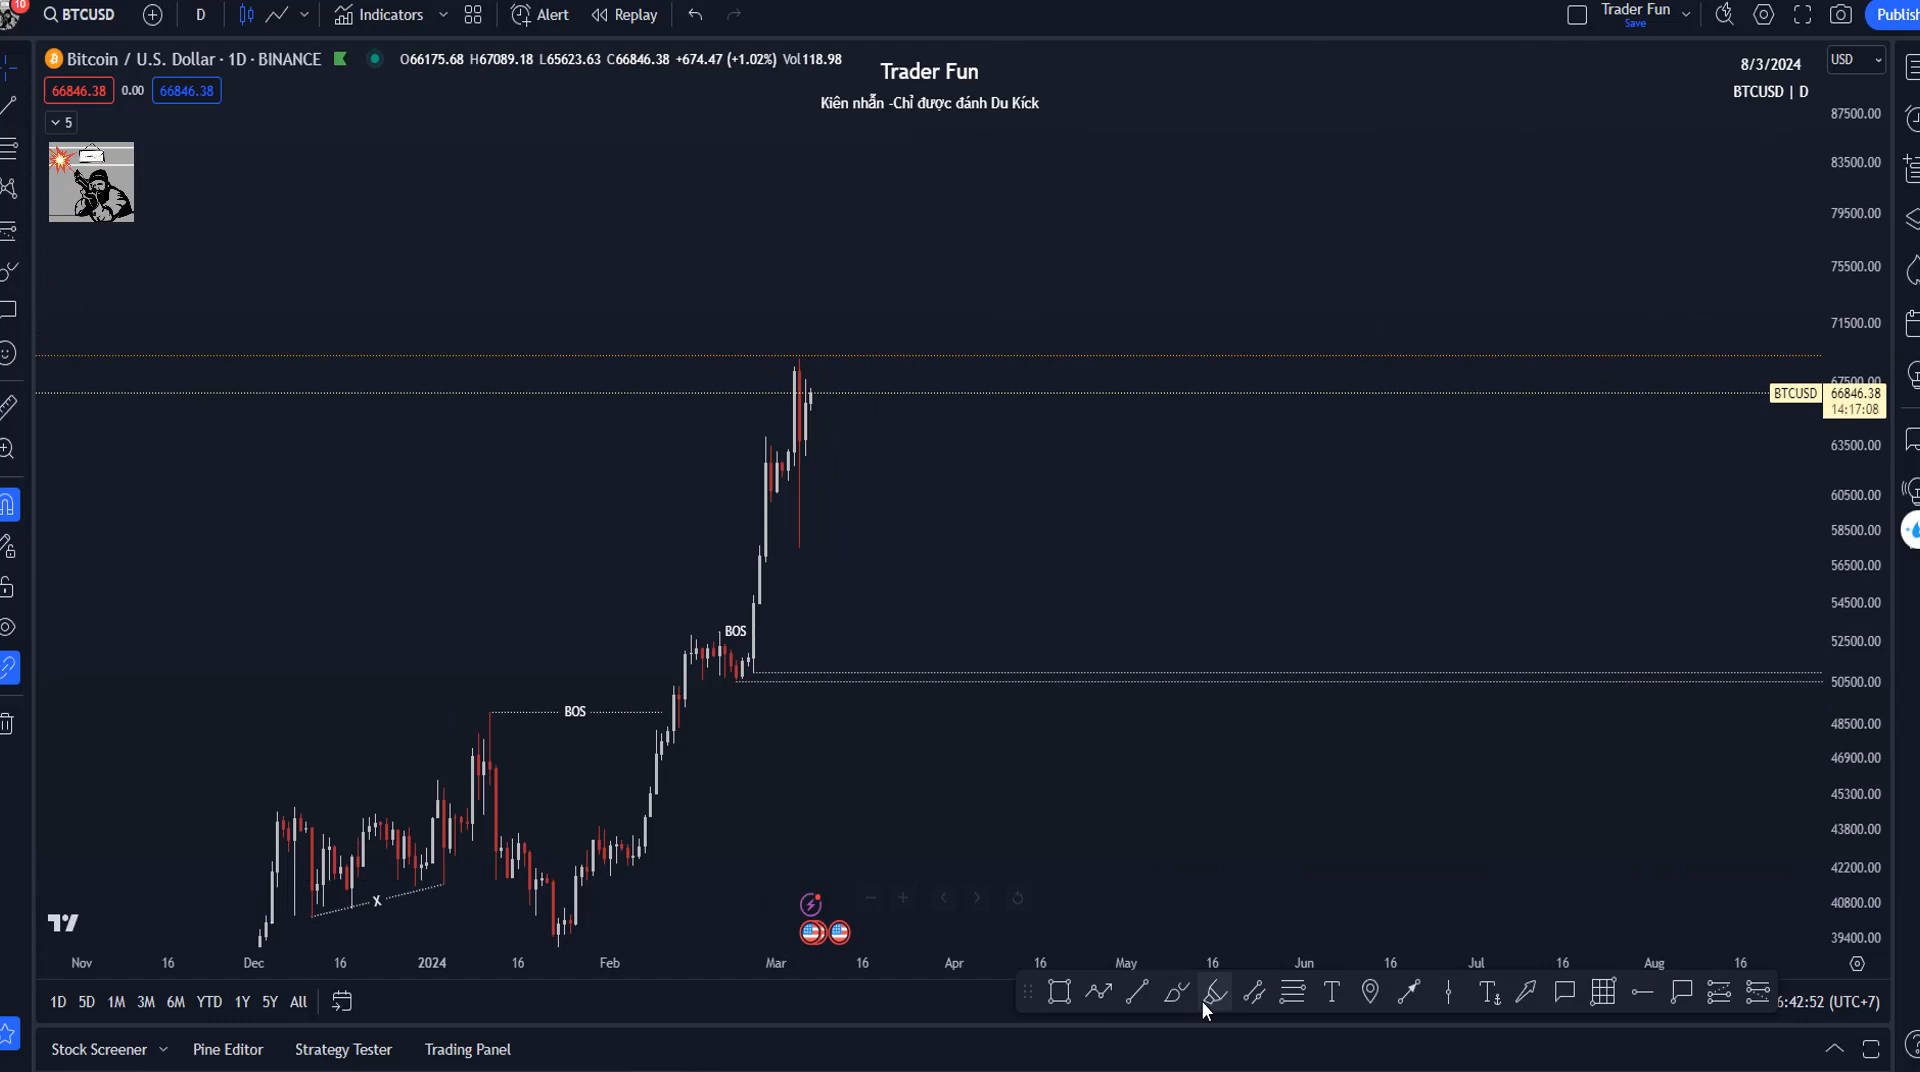 10
BTCUSD
D
Indicators
Alert
Replay
Trader Fun
Save
Publish
Bitcoin / U.S. Dollar · 1D · BINANCE
O66175.68 H67089.18 L65623.63 C66846.38 +674.47 (+1.02%) Vol118.98
66846.38 0.00 66846.38
5
Trader Fun
Kiên nhẫn -Chỉ được đánh Du Kích
8/3/2024
BTCUSD | D
USD
87500.00
83500.00
79500.00
75500.00
71500.00
67500.00
BTCUSD 66846.38
14:17:08
63500.00
60500.00
58500.00
56500.00
54500.00
52500.00
50500.00
48500.00
46900.00
45300.00
43800.00
42200.00
40800.00
39400.00
BOS
BOS
X
Nov 16 Dec 16 2024 16 Feb Mar 16 Apr 16 May 16 Jun 16 Jul 16 Aug 16
1D 5D 1M 3M 6M YTD 1Y 5Y All
6:42:52 (UTC+7)
Stock Screener Pine Editor Strategy Tester Trading Panel